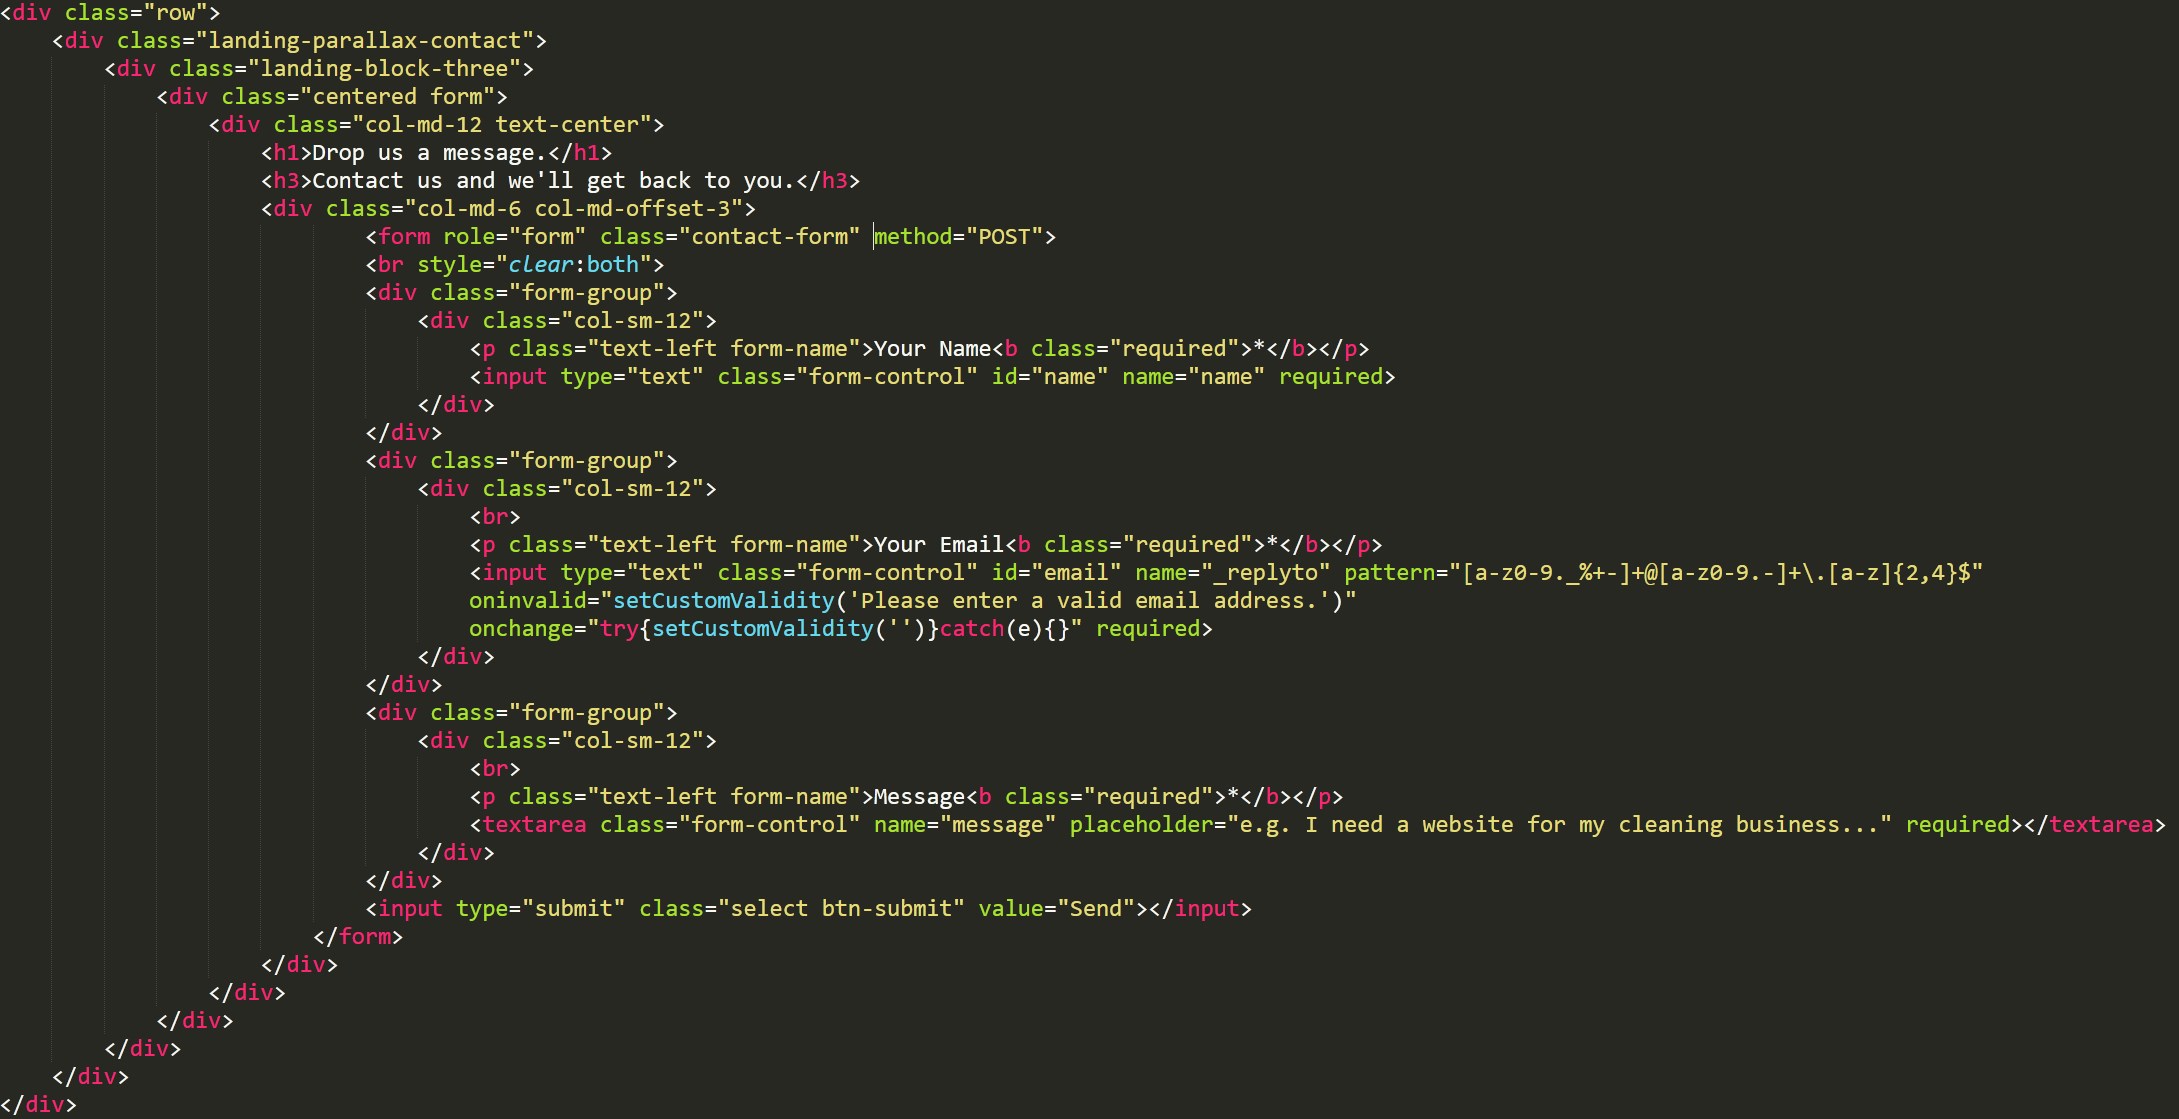 <div class="row">
<div class="landing-parallax-contact">
<div class="landing-block-three">
<div class="centered form">
<div class="col-md-12 text-center">
<h1>Drop us a message.</h1>
<h3>Contact us and we'll get back to you.</h3>
<div class="col-md-6 col-md-offset-3">
<form role="form" class="contact-form" method="POST">
<br style="clear:both">
<div class="form-group">
<div class="col-sm-12">
<p class="text-left form-name">Your Name<b class="required">*</b></p>
<input type="text" class="form-control" id="name" name="name" required>
</div>
</div>
<div class="form-group">
<div class="col-sm-12">
<br>
<p class="text-left form-name">Your Email<b class="required">*</b></p>
<input type="text" class="form-control" id="email" name="_replyto" pattern="[a-z0-9._%+-]+@[a-z0-9.-]+\.[a-z]{2,4}$"
oninvalid="setCustomValidity('Please enter a valid email address.')"
onchange="try{setCustomValidity('')}catch(e){}" required>
</div>
</div>
<div class="form-group">
<div class="col-sm-12">
<br>
<p class="text-left form-name">Message<b class="required">*</b></p>
<textarea class="form-control" name="message" placeholder="e.g. I need a website for my cleaning business..." required></textarea>
</div>
</div>
<input type="submit" class="select btn-submit" value="Send"></input>
</form>
</div>
</div>
</div>
</div>
</div>
</div>